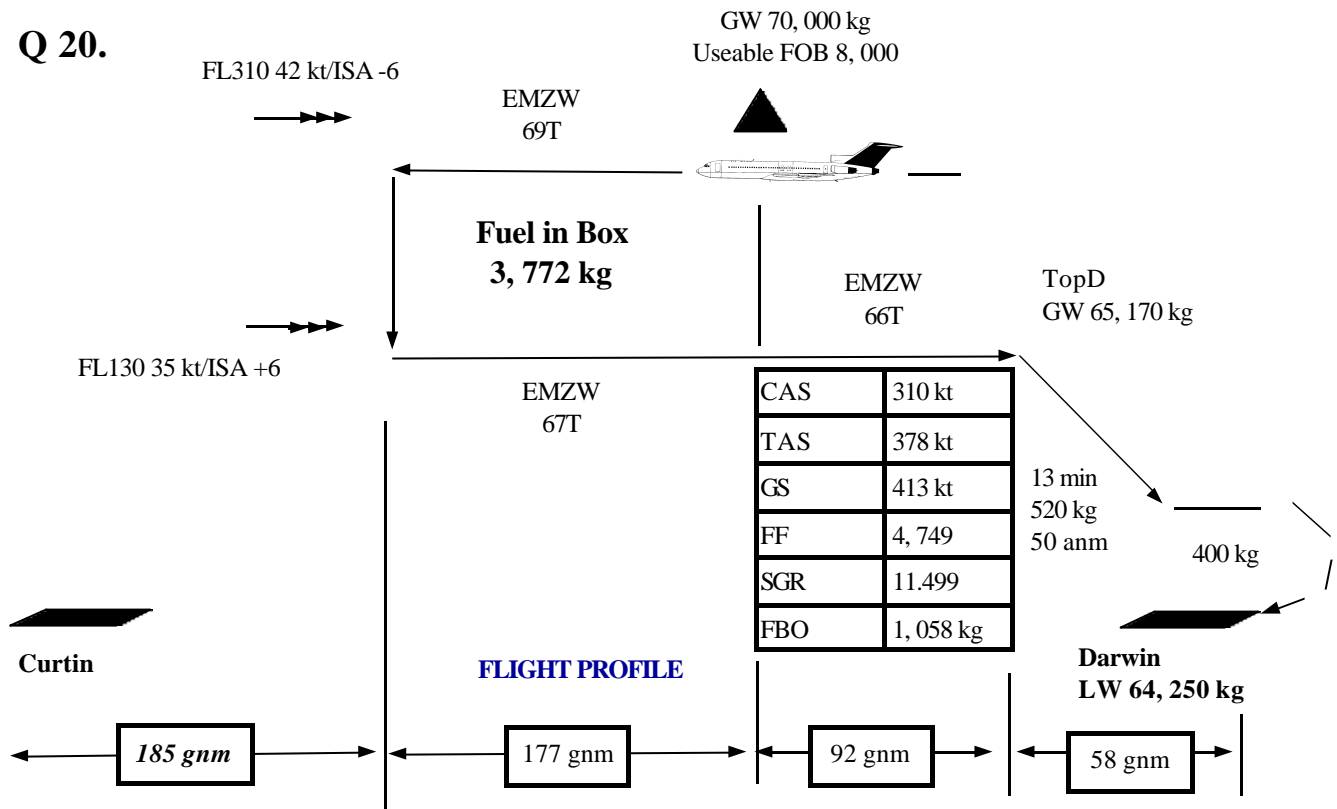 Q 20.
GW 70, 000 kg
Useable FOB 8, 000
FL310 42 kt/ISA -6
EMZW
69T
Fuel in Box
3, 772 kg
EMZW
66T
TopD
GW 65, 170 kg
FL130 35 kt/ISA +6
EMZW
67T
CAS 310 kt
TAS 378 kt
GS 413 kt
FF 4, 749
SGR 11.499
FBO 1, 058 kg
13 min
520 kg
50 anm
400 kg
Curtin
FLIGHT PROFILE
Darwin
LW 64, 250 kg
185 gnm
177 gnm
92 gnm
58 gnm